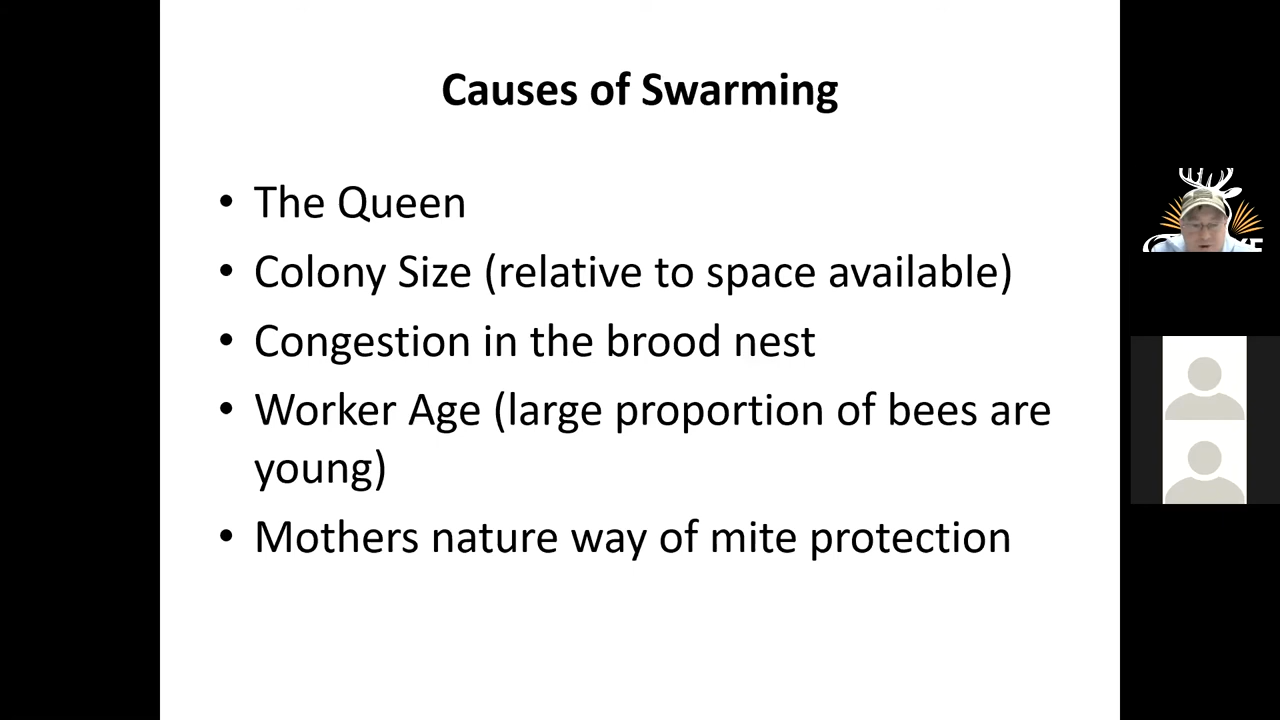 Causes of Swarming
• The Queen
• Colony Size (relative to space available)
• Congestion in the brood nest
• Worker Age (large proportion of bees are
young)
• Mothers nature way of mite protection